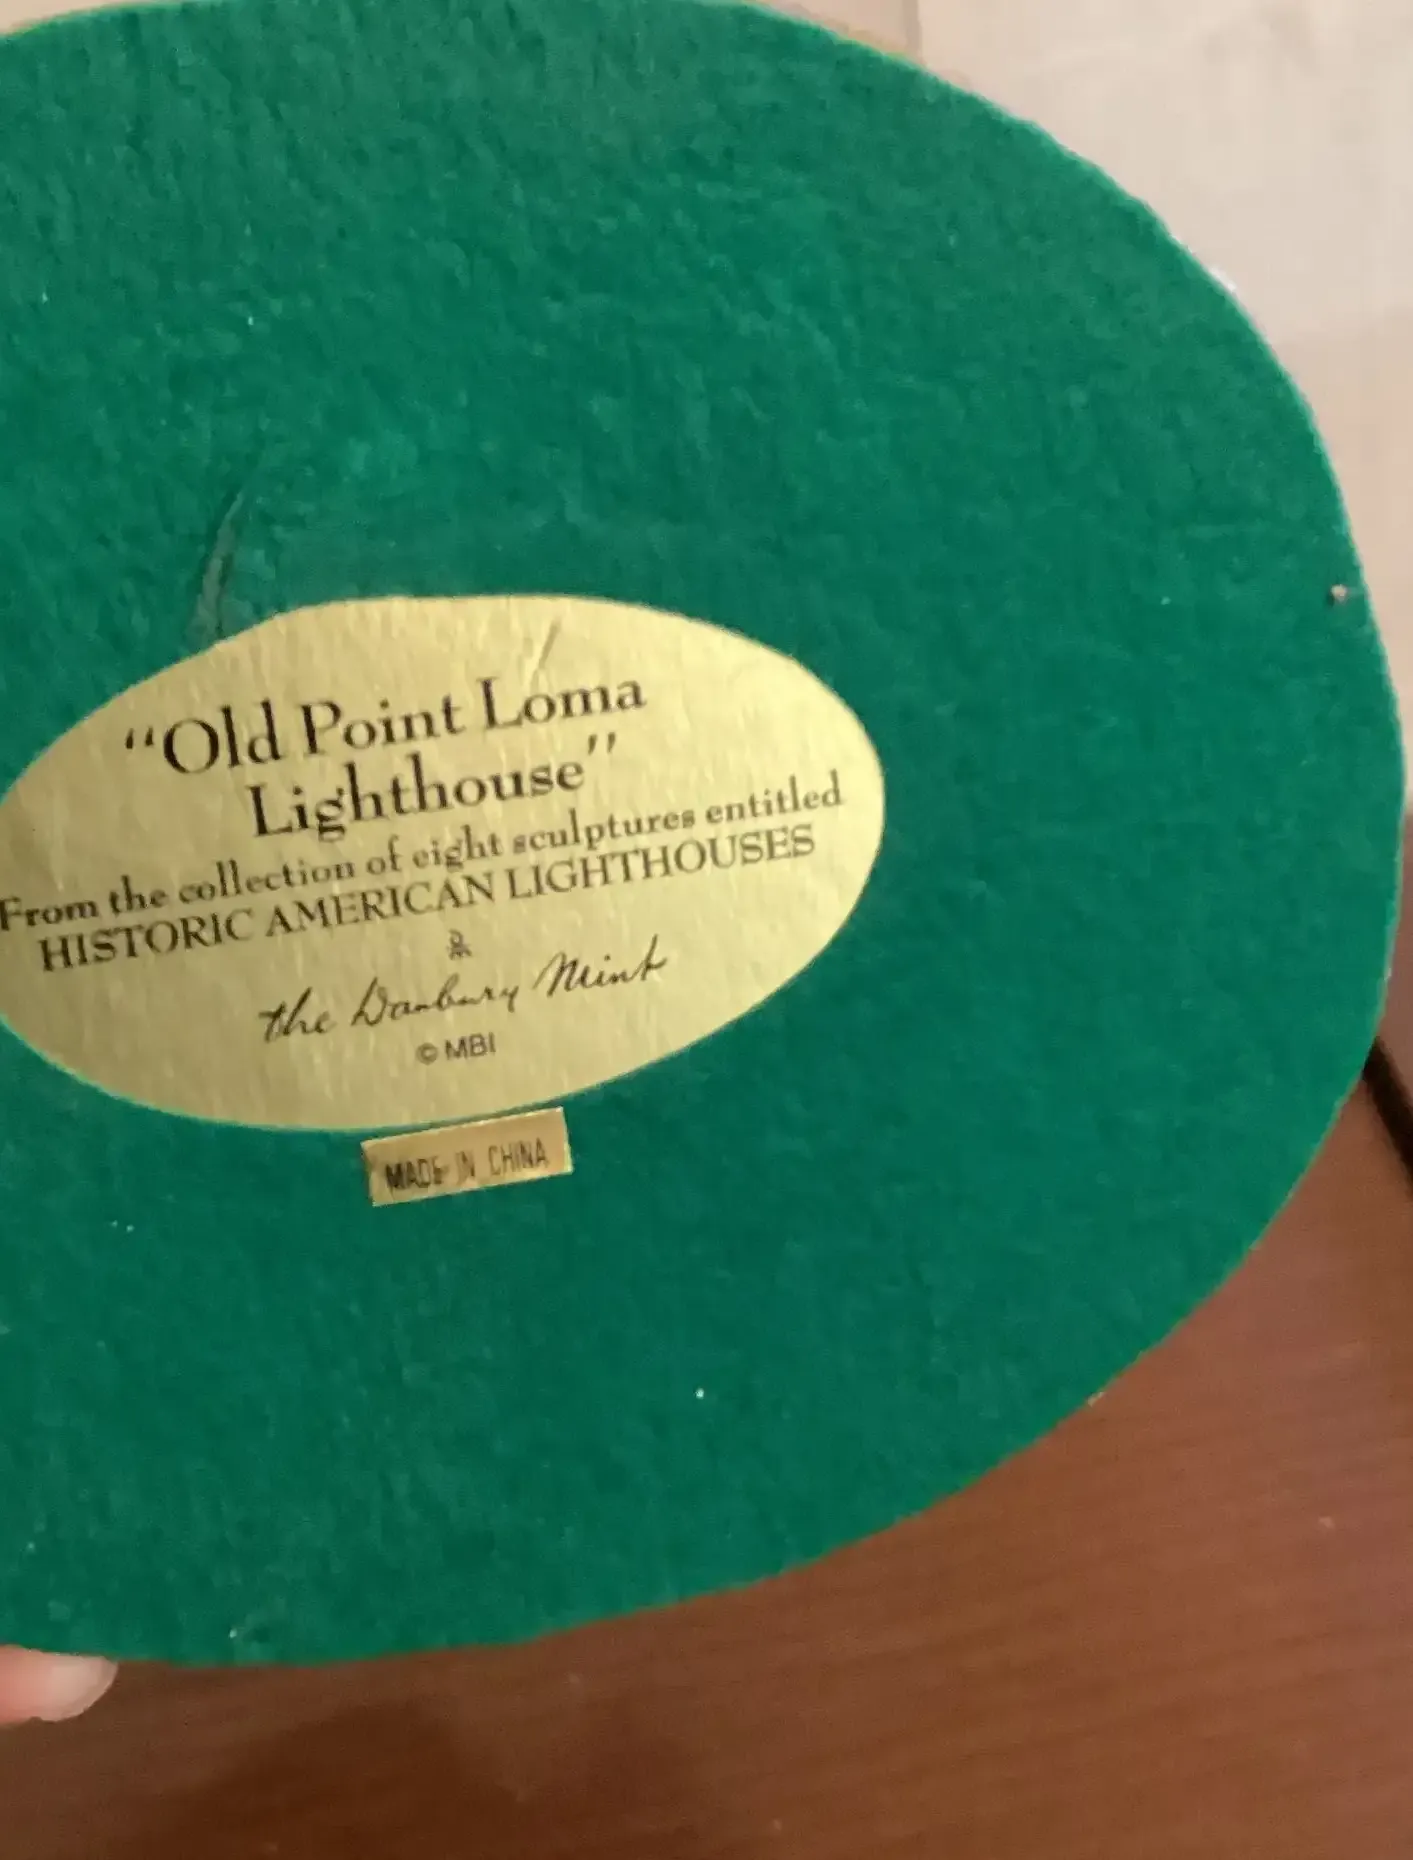 “Old Point Loma
Lighthouse”
From the collection of eight sculptures entitled
HISTORIC AMERICAN LIGHTHOUSES
the Danbury Mint
© MBI
MADE IN CHINA